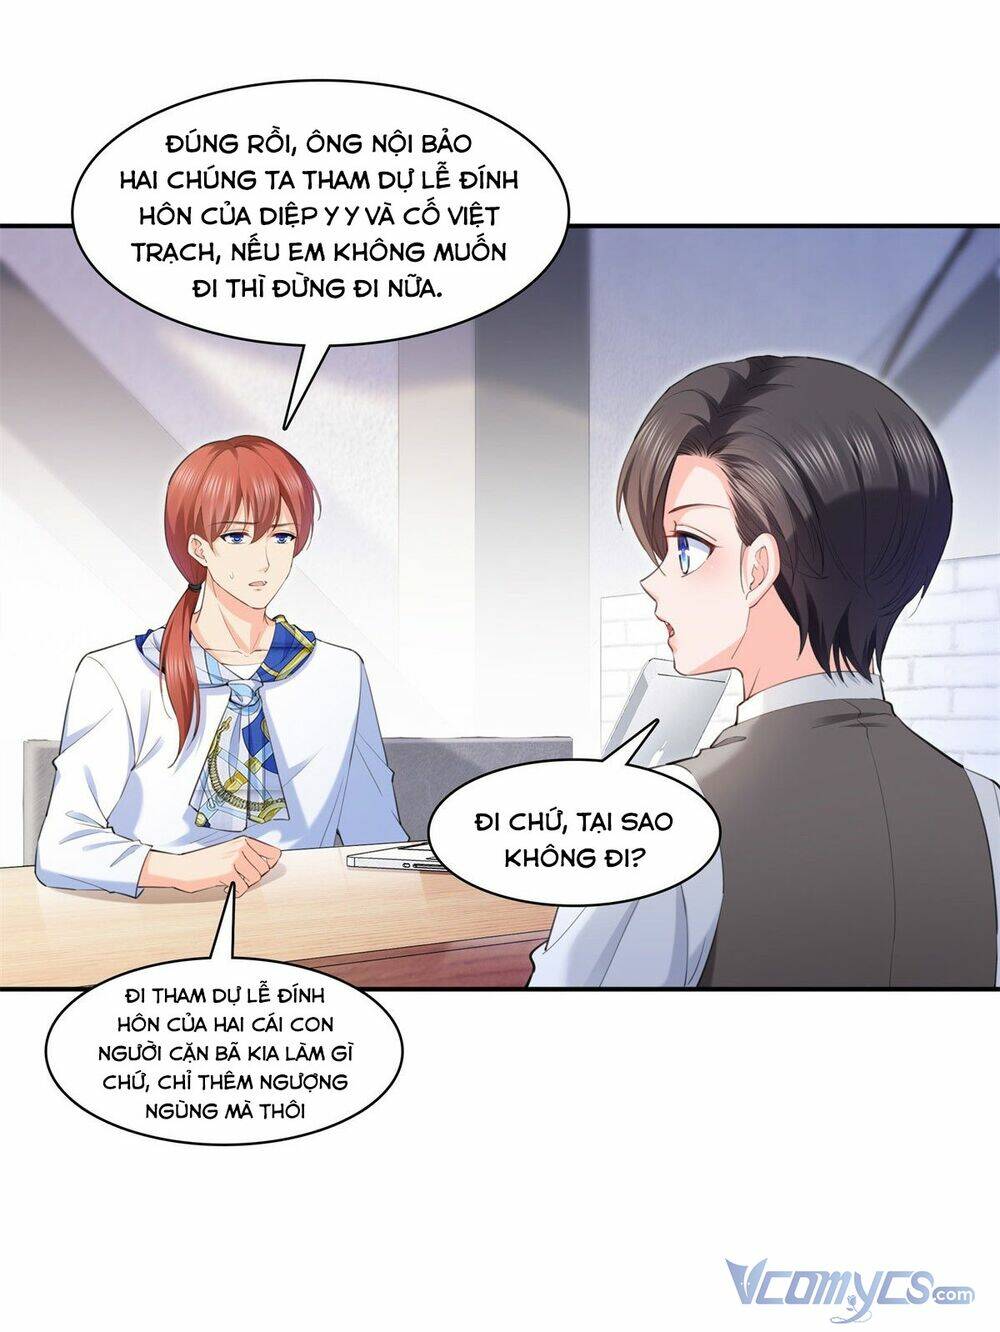 ĐÚNG RỒI, ÔNG NỘI BẢO
HAI CHÚNG TA THAM DỰ LỄ ĐÍNH
HÔN CỦA DIỆP Y Y VÀ CỐ VIỆT
TRẠCH, NẾU EM KHÔNG MUỐN
ĐI THÌ ĐỪNG ĐI NỮA.
ĐI CHỨ, TẠI SAO
KHÔNG ĐI?
ĐI THAM DỰ LỄ ĐÍNH
HÔN CỦA HAI CÁI CON
NGƯỜI CẶN BÃ KIA LÀM GÌ
CHỨ, CHỈ THÊM NGƯỢNG
NGÙNG MÀ THÔI
VCOMYCS.com